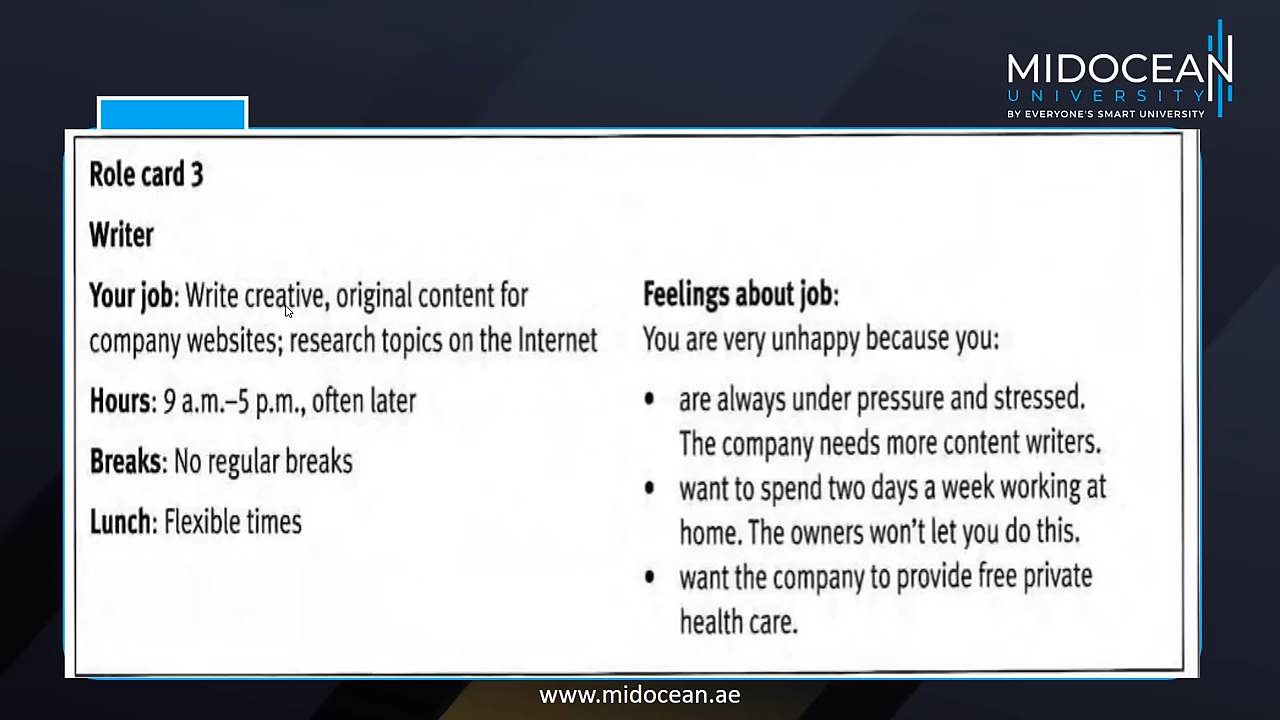 MIDOCEAN
UNIVERSITY
BY EVERYONE'S SMART UNIVERSITY
Role card 3
Writer
Your job: Write creative, original content for
company websites; research topics on the Internet
Hours: 9 a.m.–5 p.m., often later
Breaks: No regular breaks
Lunch: Flexible times
Feelings about job:
You are very unhappy because you:
• are always under pressure and stressed.
The company needs more content writers.
• want to spend two days a week working at
home. The owners won't let you do this.
• want the company to provide free private
health care.
www.midocean.ae